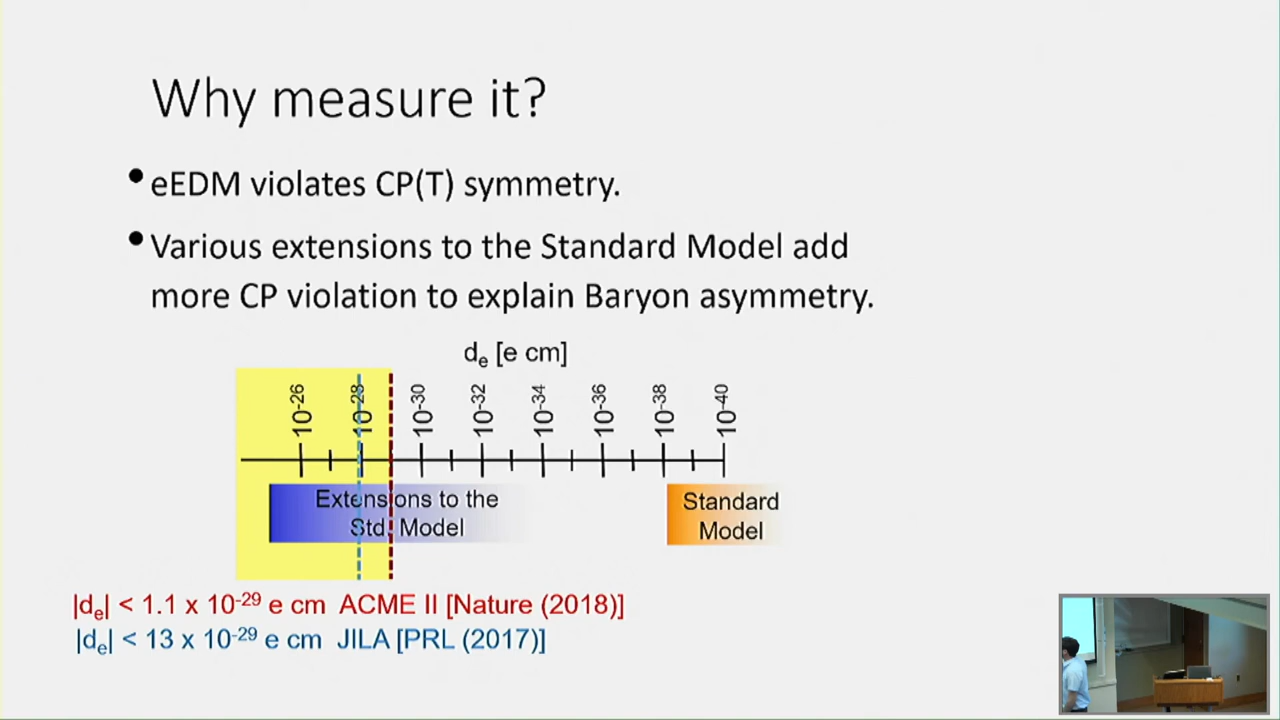 Why measure it?
• eEDM violates CP(T) symmetry.
• Various extensions to the Standard Model add
more CP violation to explain Baryon asymmetry.
dₑ [e cm]
10⁻²⁶ 10⁻²⁸ 10⁻³⁰ 10⁻³² 10⁻³⁴ 10⁻³⁶ 10⁻³⁸ 10⁻⁴⁰
Extensions to the
Std. Model
Standard
Model
|dₑ| < 1.1 x 10⁻²⁹ e cm ACME II [Nature (2018)]
|dₑ| < 13 x 10⁻²⁹ e cm JILA [PRL (2017)]